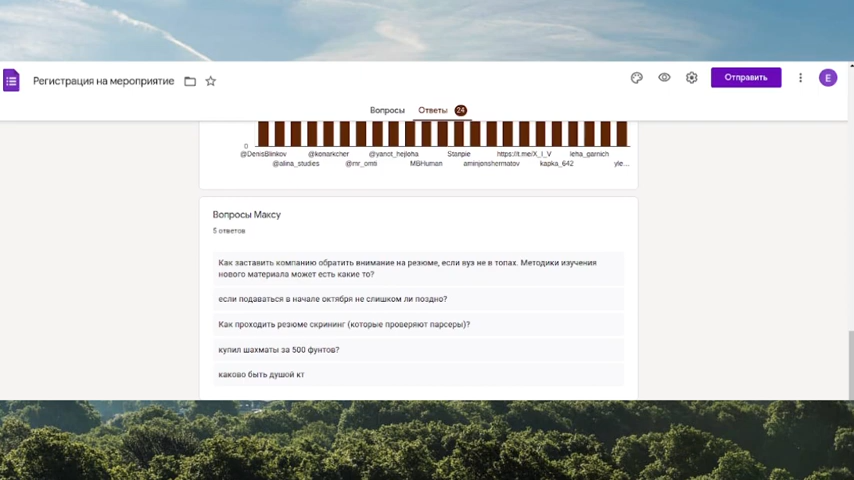 Регистрация на мероприятие
Отправить
E
Вопросы
Ответы 24
0
@DenisBlinkov @konarkcher @yanot_hejloha Stanpie https://t.me/X_I_V leha_garnich
@alina_studies @mr_omti MBHuman aminjonshermatov kapka_642 yle...
Вопросы Максу
5 ответов
Как заставить компанию обратить внимание на резюме, если вуз не в топах. Методики изучения
нового материала может есть какие то?
если подаваться в начале октября не слишком ли поздно?
Как проходить резюме скрининг (которые проверяют парсеры)?
купил шахматы за 500 фунтов?
каково быть душой кт